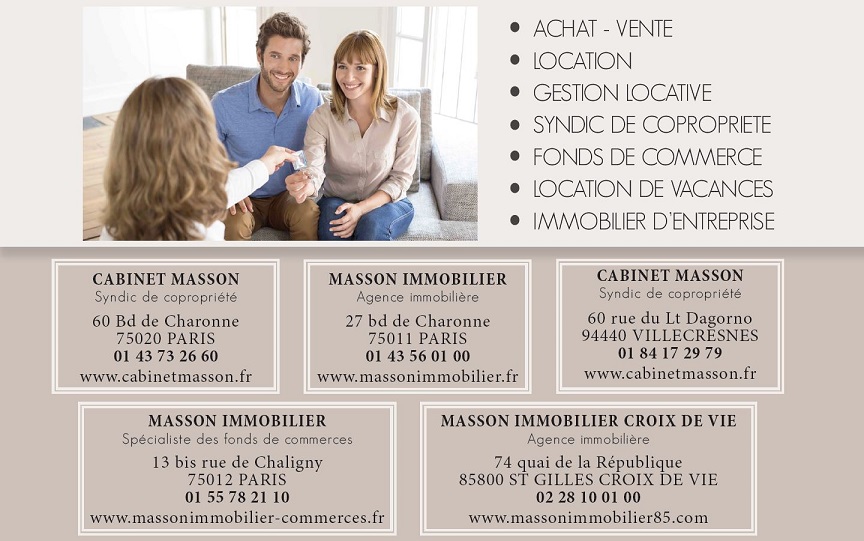 • ACHAT - VENTE
• LOCATION
• GESTION LOCATIVE
• SYNDIC DE COPROPRIETE
• FONDS DE COMMERCE
• LOCATION DE VACANCES
• IMMOBILIER D'ENTREPRISE
CABINET MASSON
Syndic de copropriété
60 Bd de Charonne
75020 PARIS
01 43 73 26 60
www.cabinetmasson.fr
MASSON IMMOBILIER
Agence immobilière
27 bd de Charonne
75011 PARIS
01 43 56 01 00
www.massonimmobilier.fr
CABINET MASSON
Syndic de copropriété
60 rue du Lt Dagorno
94440 VILLECRESNES
01 84 17 29 79
www.cabinetmasson.fr
MASSON IMMOBILIER
Spécialiste des fonds de commerces
13 bis rue de Chaligny
75012 PARIS
01 55 78 21 10
www.massonimmobilier-commerces.fr
MASSON IMMOBILIER CROIX DE VIE
Agence immobilière
74 quai de la République
85800 ST GILLES CROIX DE VIE
02 28 10 01 00
www.massonimmobilier85.com